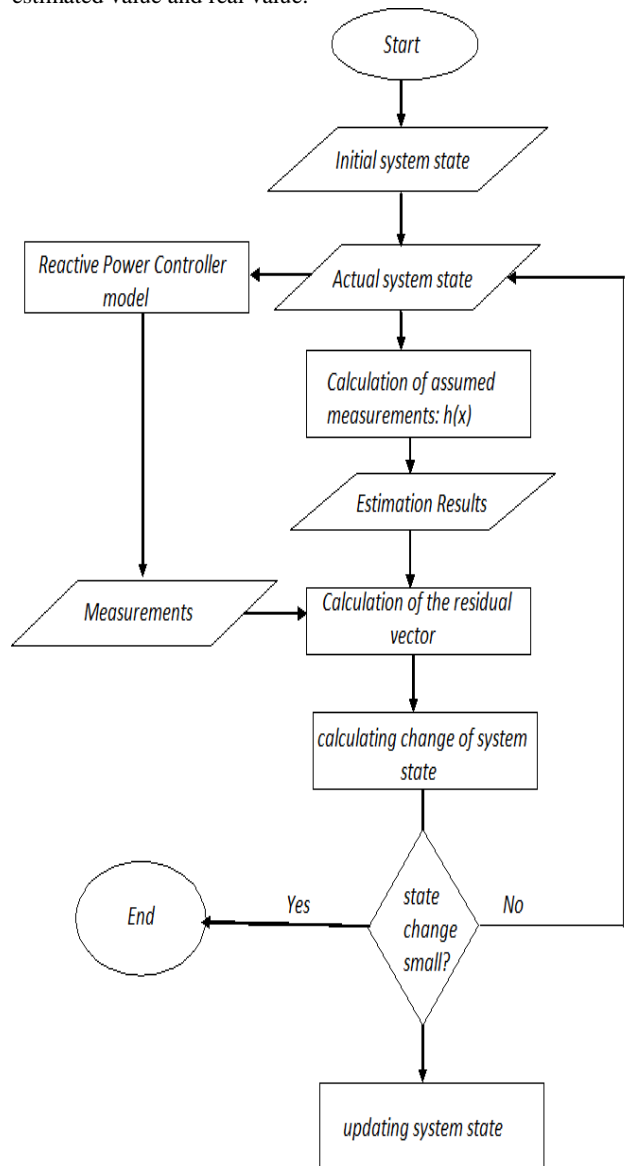 estimated value and real value.
Start
Initial system state
Reactive Power Controller
model
Actual system state
Calculation of assumed
measurements: h(x)
Estimation Results
Measurements
Calculation of the residual
vector
calculating change of system
state
End
Yes
state
change
small?
No
updating system state